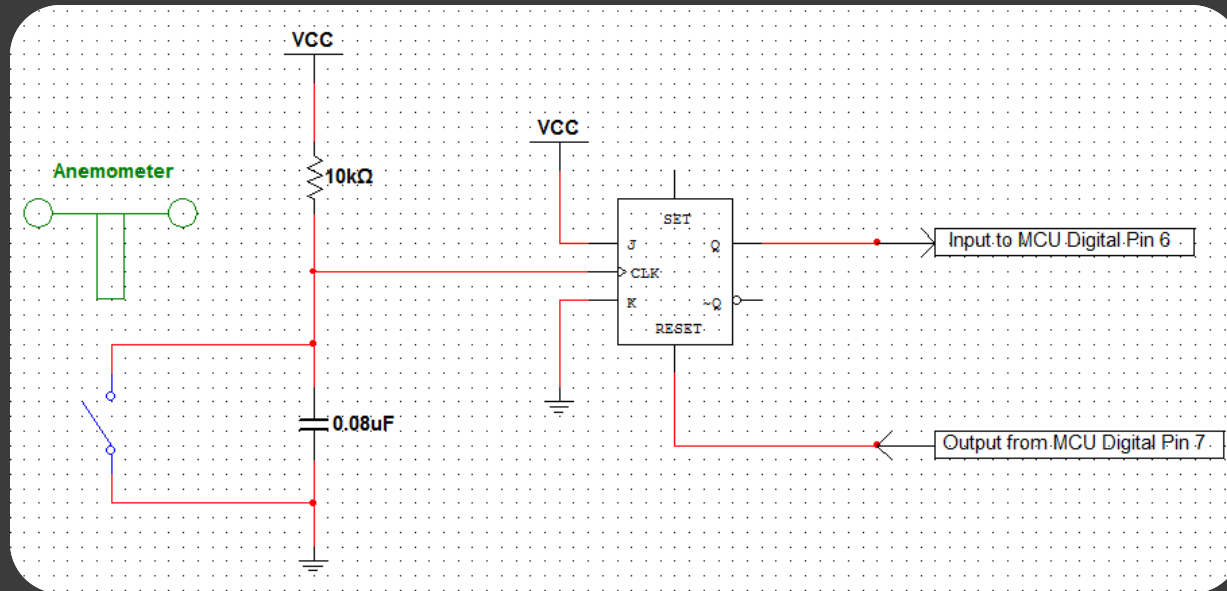 VCC
VCC
Anemometer
10kΩ
SET
J
Q
Input to MCU Digital Pin 6
CLK
K
~Q
RESET
0.08uF
Output from MCU Digital Pin 7